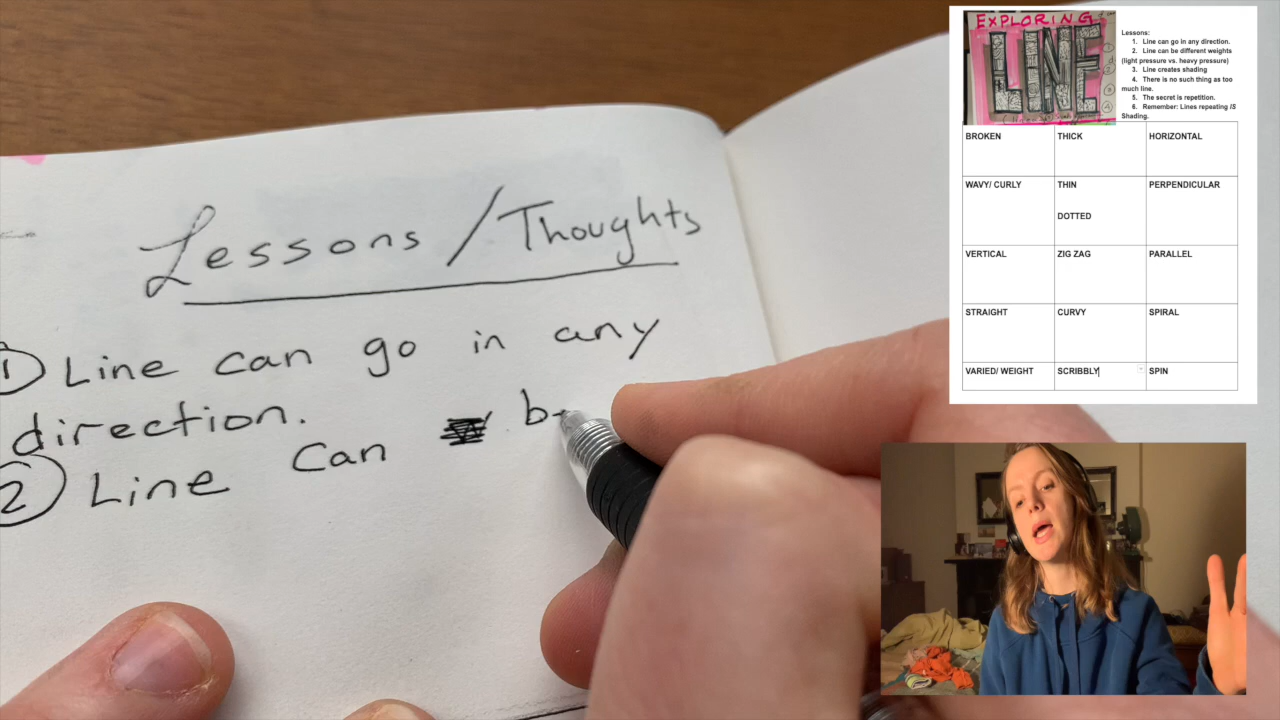 Lessons / Thoughts
1 Line can go in any
direction.
2 Line Can be
EXPLORING
LINE
Lessons:
1. Line can go in any direction.
2. Line can be different weights
(light pressure vs. heavy pressure)
3. Line creates shading
4. There is no such thing as too
much line.
5. The secret is repetition.
6. Remember: Lines repeating IS
Shading.
BROKEN THICK HORIZONTAL
WAVY/ CURLY THIN PERPENDICULAR
DOTTED
VERTICAL ZIG ZAG PARALLEL
STRAIGHT CURVY SPIRAL
VARIED/ WEIGHT SCRIBBLY SPIN